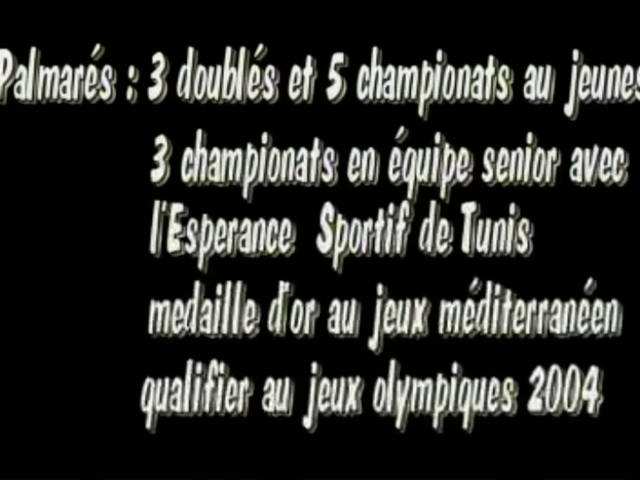 Palmarés : 3 doublés et 5 championats au jeunes
3 championats en équipe senior avec
l'Esperance Sportif de Tunis
medaille d'or au jeux méditerranéen
qualifier au jeux olympiques 2004